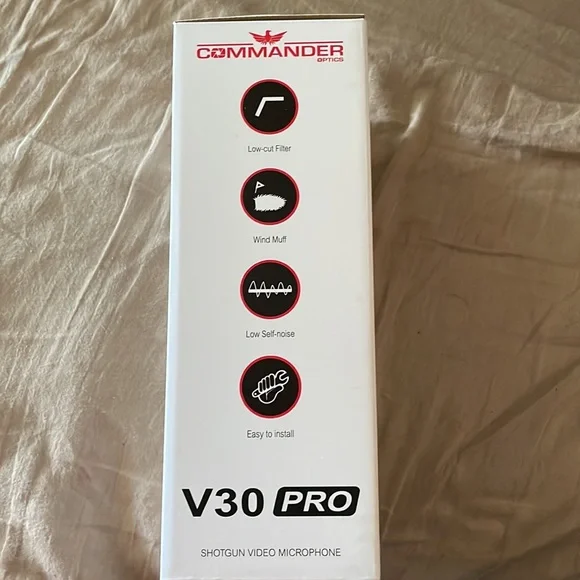 COMMANDER
OPTICS
Low-cut Filter
Wind Muff
Low Self-noise
Easy to install
V30 PRO
SHOTGUN VIDEO MICROPHONE